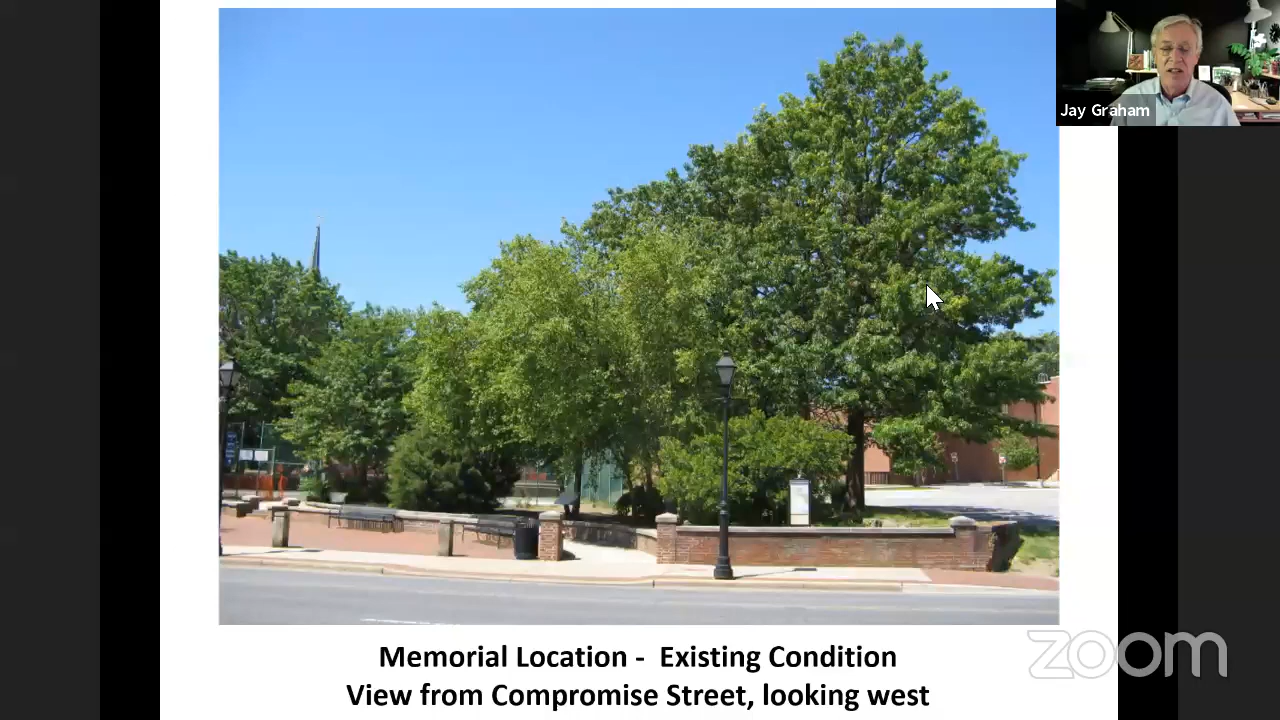 Jay Graham
Memorial Location - Existing Condition
View from Compromise Street, looking west
zoom